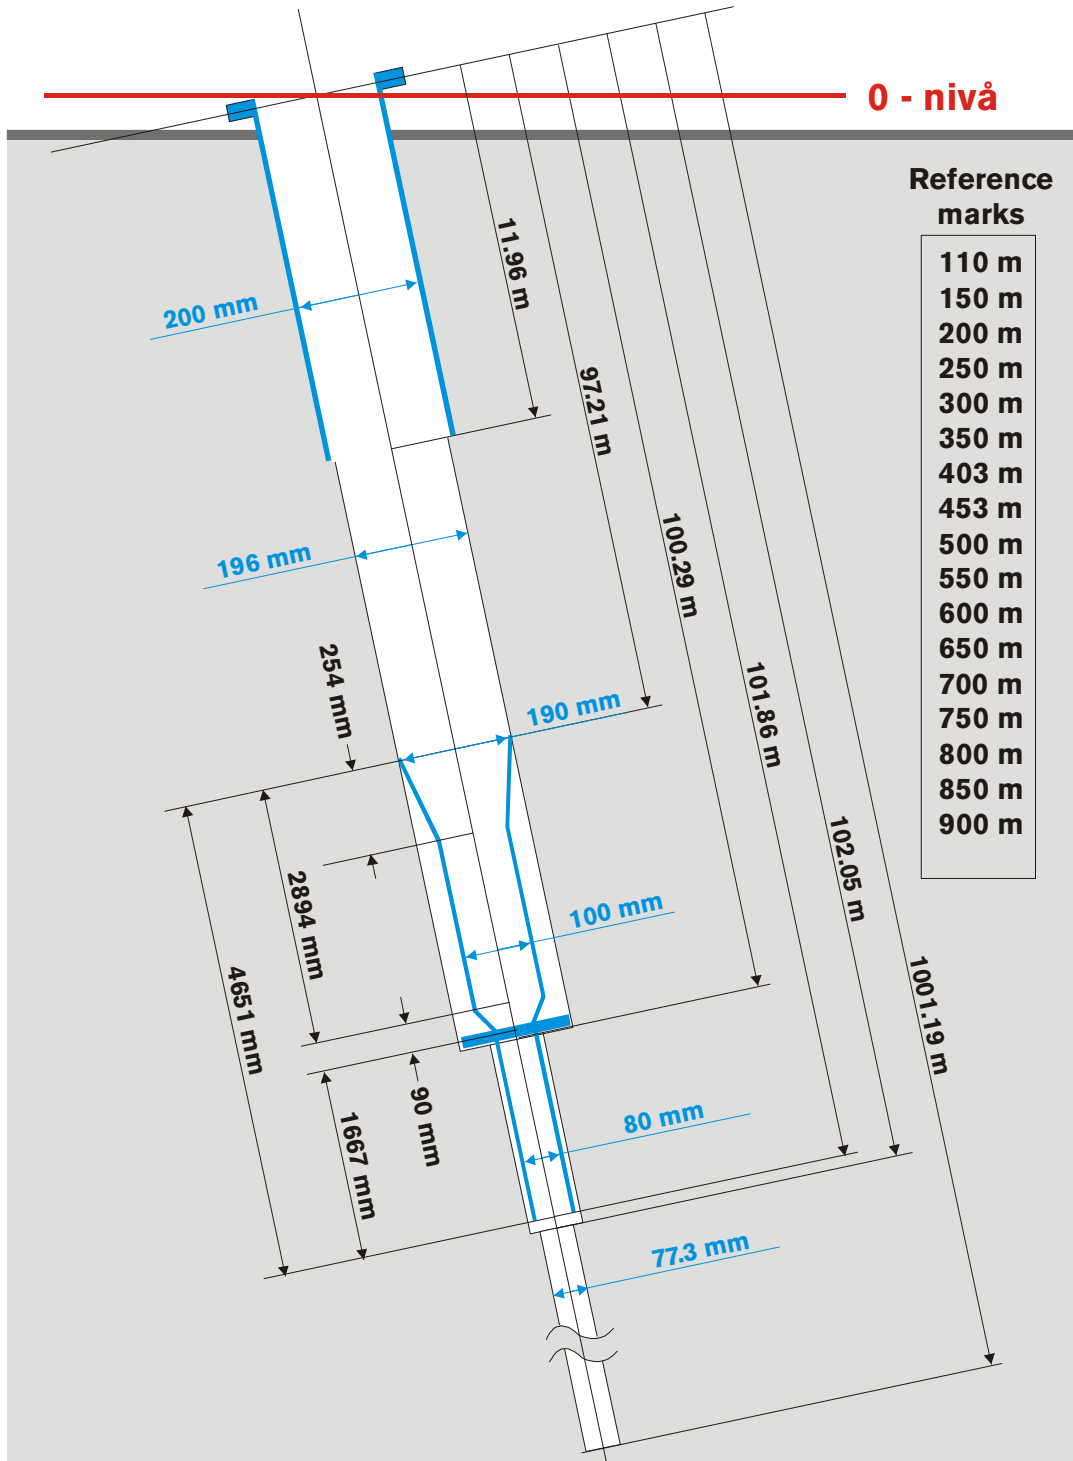 0 - nivå
Reference
marks
110 m
150 m
200 m
250 m
300 m
350 m
403 m
453 m
500 m
550 m
600 m
650 m
700 m
750 m
800 m
850 m
900 m
11.96 m
200 mm
97.21 m
196 mm
100.29 m
254 mm
190 mm
101.86 m
102.05 m
2894 mm
100 mm
4651 mm
1001.19 m
90 mm
1667 mm
80 mm
77.3 mm